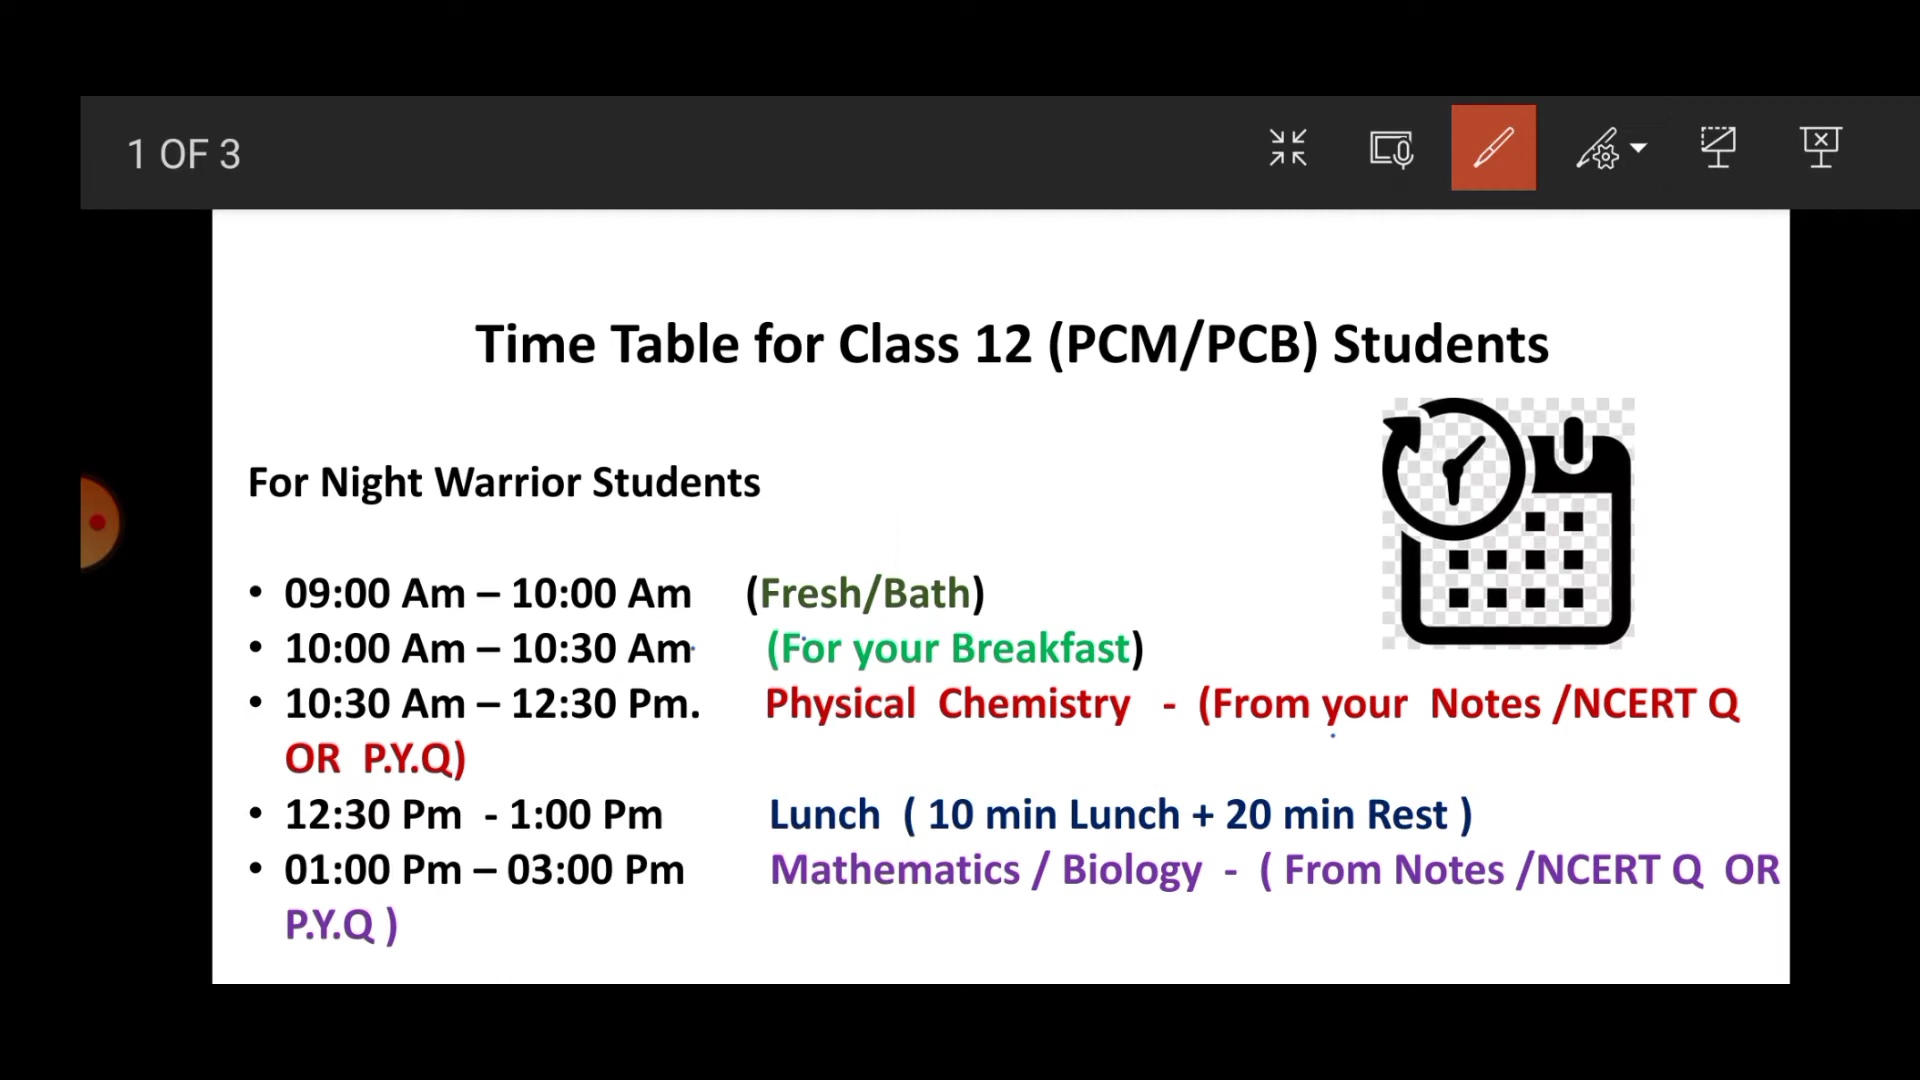 1 OF 3
Time Table for Class 12 (PCM/PCB) Students
For Night Warrior Students
• 09:00 Am – 10:00 Am (Fresh/Bath)
• 10:00 Am – 10:30 Am (For your Breakfast)
• 10:30 Am – 12:30 Pm. Physical Chemistry - (From your Notes /NCERT Q
OR P.Y.Q)
• 12:30 Pm - 1:00 Pm Lunch ( 10 min Lunch + 20 min Rest )
• 01:00 Pm – 03:00 Pm Mathematics / Biology - ( From Notes /NCERT Q OR
P.Y.Q )